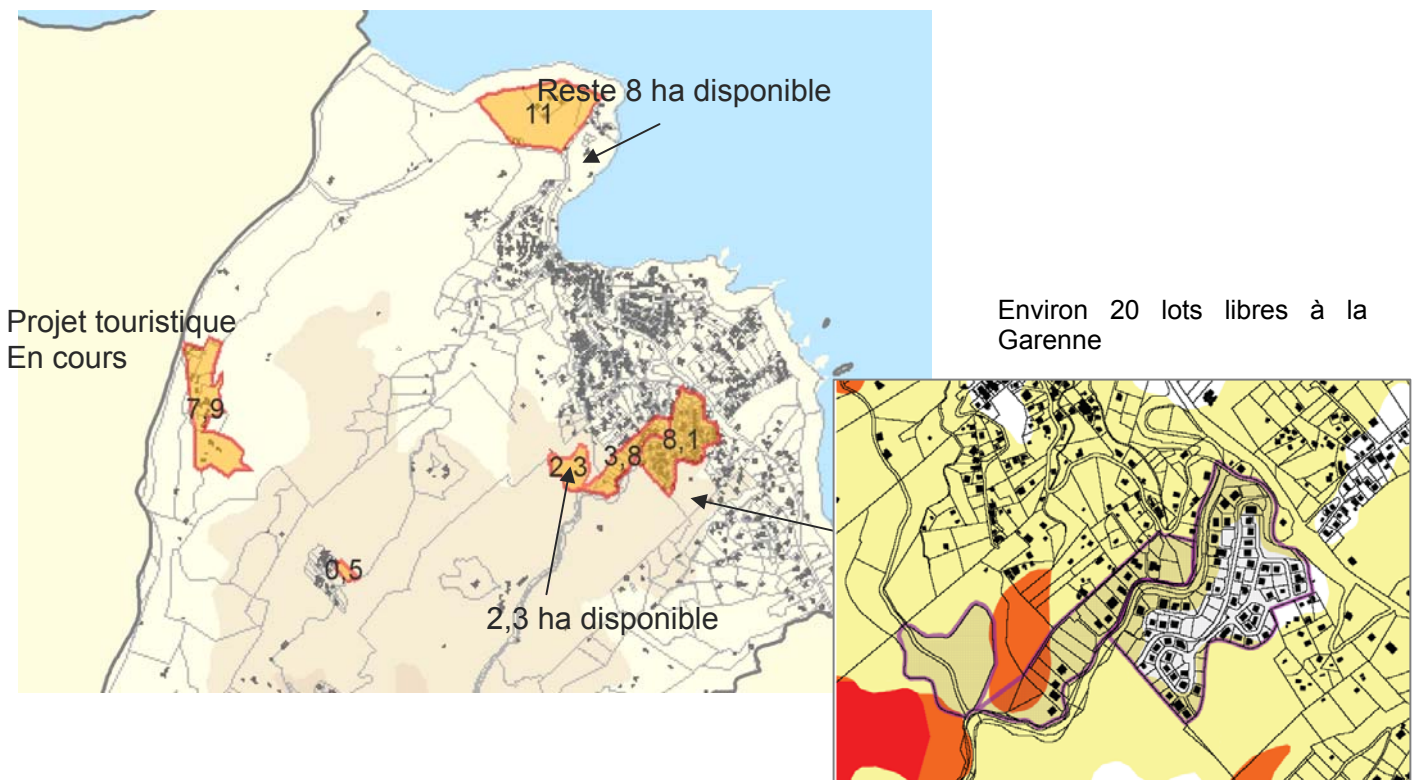 Reste 8 ha disponible
11
Projet touristique
En cours
7,9
Environ 20 lots libres à la
Garenne
8,1
3,8
2,3
0,5
2,3 ha disponible